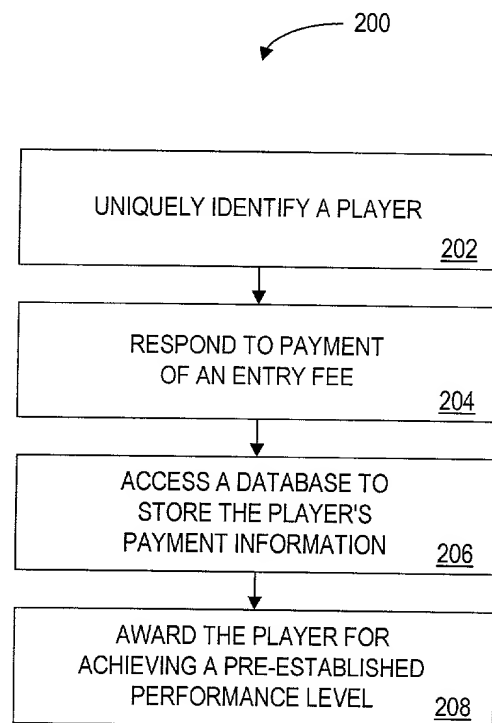 200
UNIQUELY IDENTIFY A PLAYER
202
RESPOND TO PAYMENT
OF AN ENTRY FEE
204
ACCESS A DATABASE TO
STORE THE PLAYER'S
PAYMENT INFORMATION
206
AWARD THE PLAYER FOR
ACHIEVING A PRE-ESTABLISHED
PERFORMANCE LEVEL
208